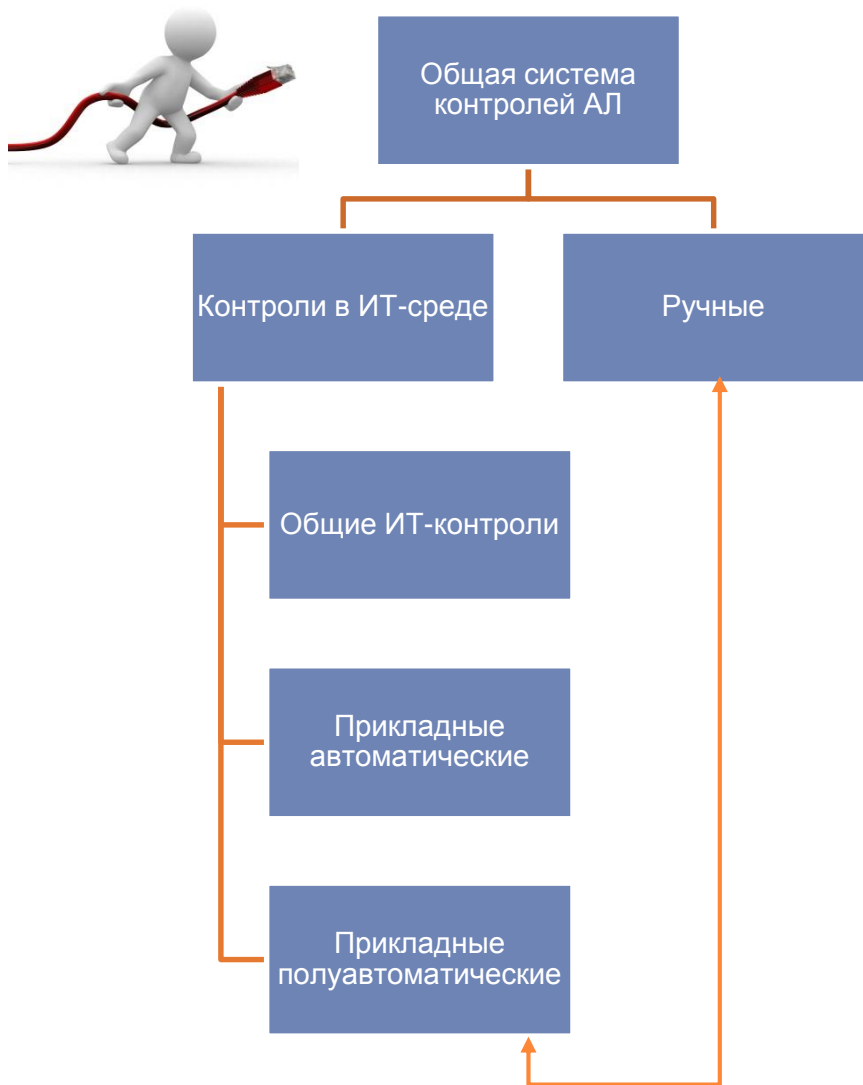 Общая система
контролей АЛ
Контроли в ИТ-среде
Ручные
Общие ИТ-контроли
Прикладные
автоматические
Прикладные
полуавтоматические